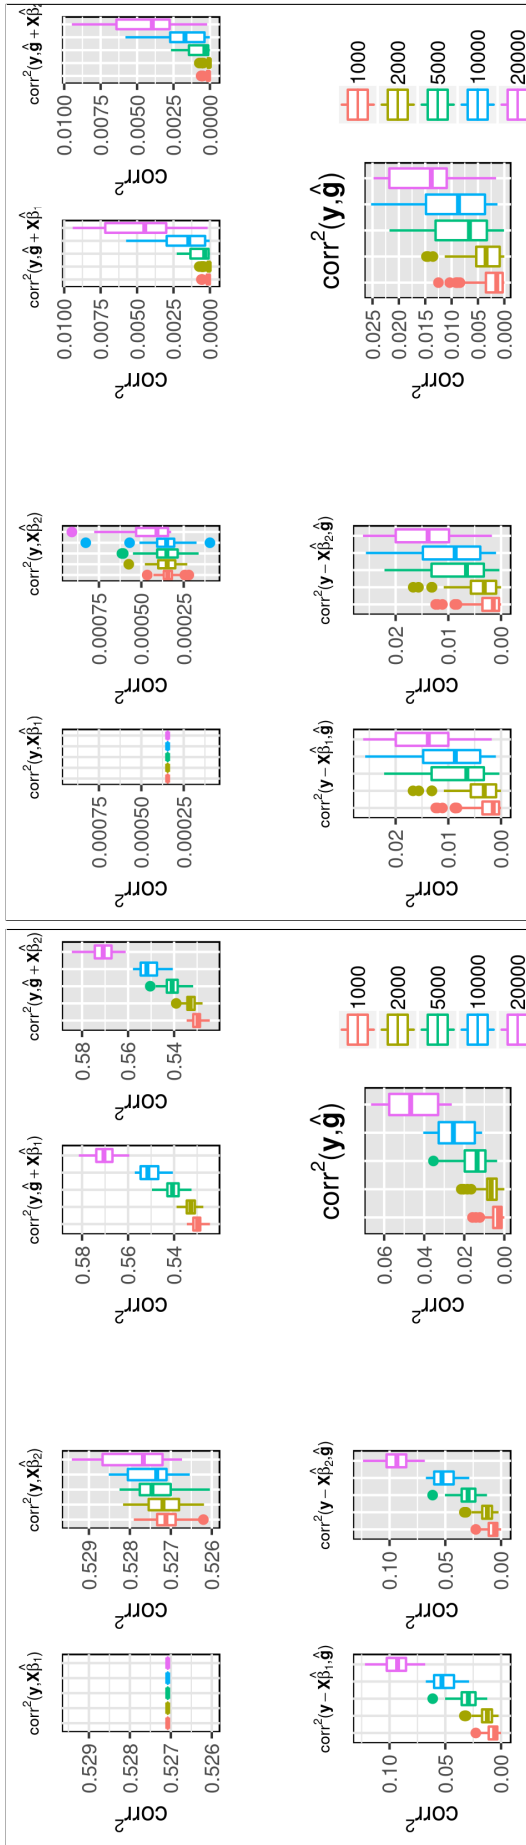 corr²(y,Xβ̂₁)
corr²
0.529
0.528
0.527
0.526
corr²(y,Xβ̂₂)
corr²
0.529
0.528
0.527
0.526
corr²(y,ĝ + Xβ̂₁)
corr²
0.58
0.56
0.54
corr²(y,ĝ + Xβ̂₂)
corr²
0.58
0.56
0.54
corr²(y − Xβ̂₁,ĝ)
corr²
0.10
0.05
0.00
corr²(y − Xβ̂₂,ĝ)
corr²
0.10
0.05
0.00
corr²(y,ĝ)
corr²
0.06
0.04
0.02
0.00
1000
2000
5000
10000
20000
corr²(y,Xβ̂₁)
corr²
0.00075
0.00050
0.00025
corr²(y,Xβ̂₂)
corr²
0.00075
0.00050
0.00025
corr²(y,ĝ + Xβ̂₁)
corr²
0.0100
0.0075
0.0050
0.0025
0.0000
corr²(y,ĝ + Xβ̂₂)
corr²
0.0100
0.0075
0.0050
0.0025
0.0000
corr²(y − Xβ̂₁,ĝ)
corr²
0.02
0.01
0.00
corr²(y − Xβ̂₂,ĝ)
corr²
0.02
0.01
0.00
corr²(y,ĝ)
corr²
0.025
0.020
0.015
0.010
0.005
0.000
1000
2000
5000
10000
20000